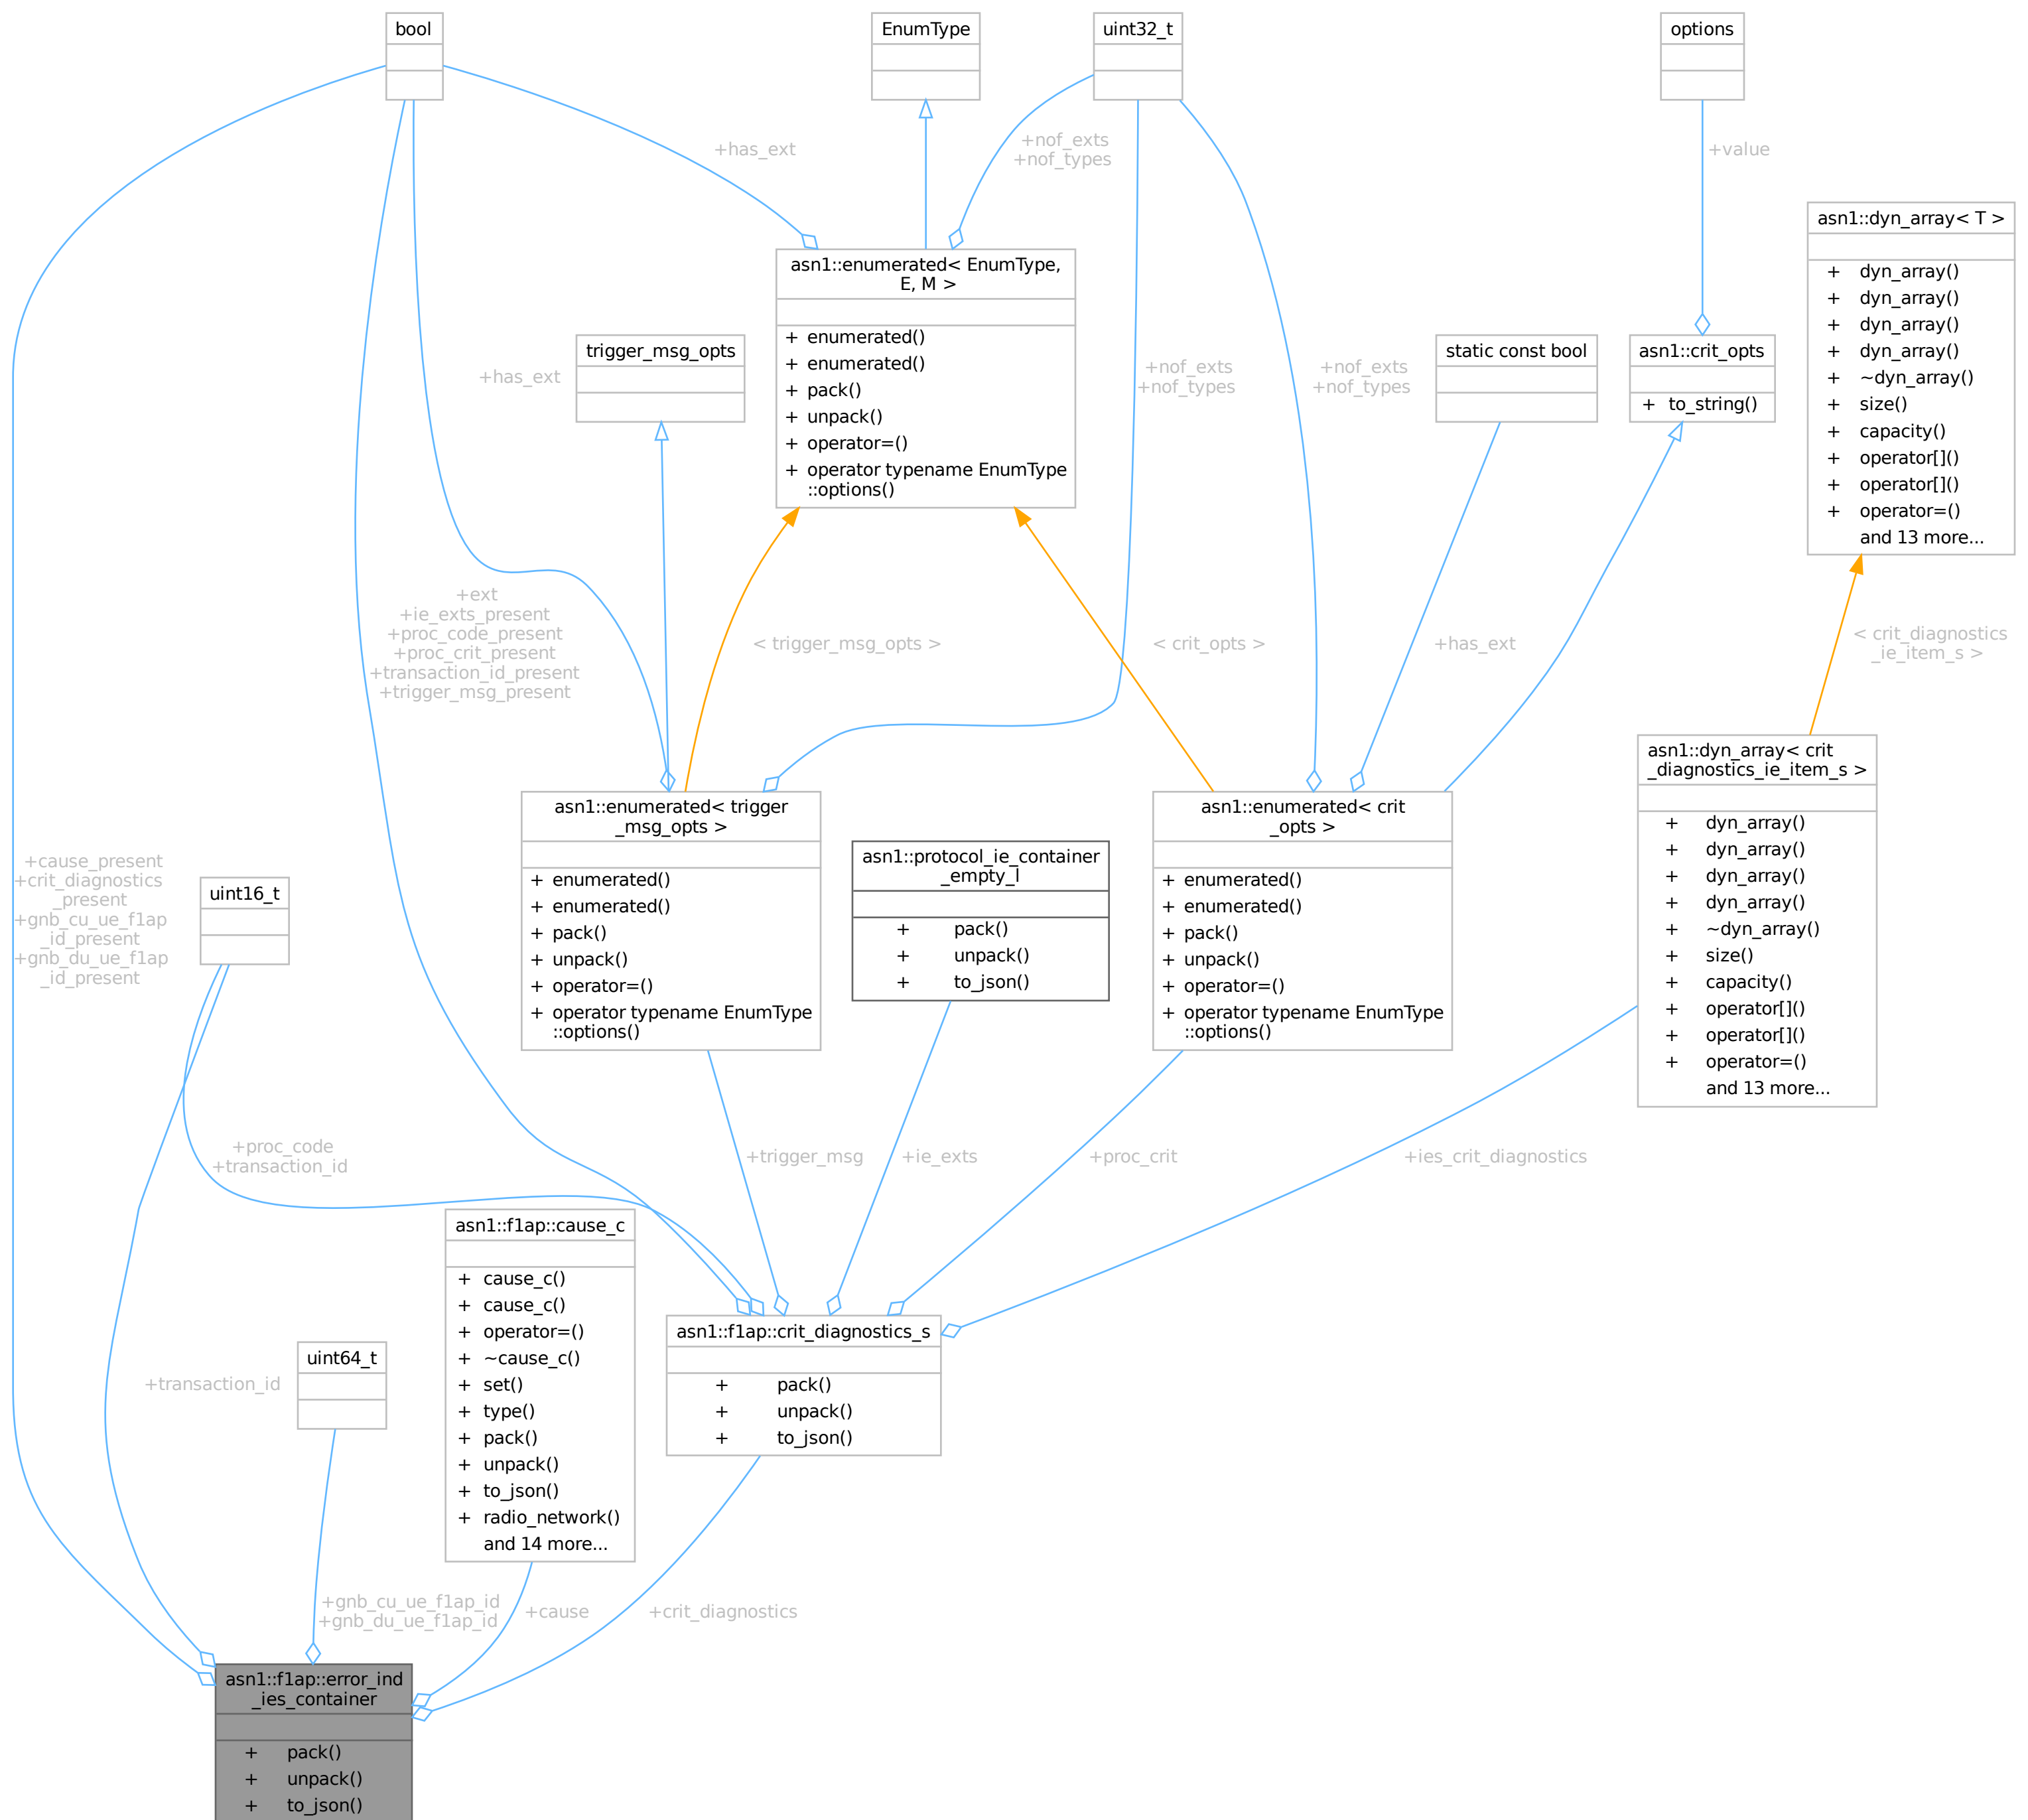 bool
EnumType
uint32_t
options
+has_ext
+nof_exts
+nof_types
+value
asn1::dyn_array< T >
+ dyn_array()
+ dyn_array()
+ dyn_array()
+ dyn_array()
+ ~dyn_array()
+ size()
+ capacity()
+ operator[]()
+ operator[]()
+ operator=()
and 13 more...
asn1::enumerated< EnumType,
E, M >
+ enumerated()
+ enumerated()
+ pack()
+ unpack()
+ operator=()
+ operator typename EnumType
::options()
trigger_msg_opts
static const bool
asn1::crit_opts
+ to_string()
+has_ext
+nof_exts
+nof_types
+nof_exts
+nof_types
+ext
+ie_exts_present
+proc_code_present
+proc_crit_present
+transaction_id_present
+trigger_msg_present
< trigger_msg_opts >
< crit_opts >
+has_ext
< crit_diagnostics
_ie_item_s >
asn1::dyn_array< crit
_diagnostics_ie_item_s >
+ dyn_array()
+ dyn_array()
+ dyn_array()
+ dyn_array()
+ ~dyn_array()
+ size()
+ capacity()
+ operator[]()
+ operator[]()
+ operator=()
and 13 more...
asn1::enumerated< trigger
_msg_opts >
+ enumerated()
+ enumerated()
+ pack()
+ unpack()
+ operator=()
+ operator typename EnumType
::options()
asn1::protocol_ie_container
_empty_l
+ pack()
+ unpack()
+ to_json()
asn1::enumerated< crit
_opts >
+ enumerated()
+ enumerated()
+ pack()
+ unpack()
+ operator=()
+ operator typename EnumType
::options()
+cause_present
+crit_diagnostics
_present
+gnb_cu_ue_f1ap
_id_present
+gnb_du_ue_f1ap
_id_present
uint16_t
+proc_code
+transaction_id
+trigger_msg
+ie_exts
+proc_crit
+ies_crit_diagnostics
asn1::f1ap::cause_c
+ cause_c()
+ cause_c()
+ operator=()
+ ~cause_c()
+ set()
+ type()
+ pack()
+ unpack()
+ to_json()
+ radio_network()
and 14 more...
asn1::f1ap::crit_diagnostics_s
+ pack()
+ unpack()
+ to_json()
uint64_t
+transaction_id
+gnb_cu_ue_f1ap_id
+gnb_du_ue_f1ap_id
+cause
+crit_diagnostics
asn1::f1ap::error_ind
_ies_container
+ pack()
+ unpack()
+ to_json()